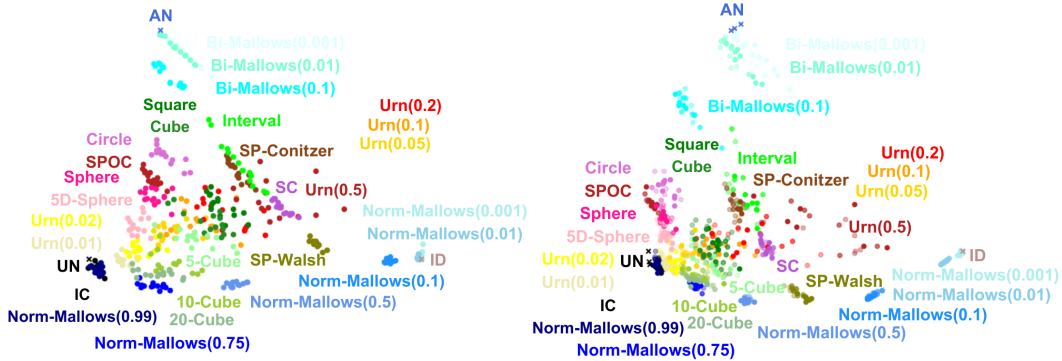 AN
Bi-Mallows(0.001)
Bi-Mallows(0.01)
Bi-Mallows(0.1)
Square
Cube
Interval
Urn(0.2)
Urn(0.1)
Urn(0.05)
Circle
SPOC
Sphere
5D-Sphere
SP-Conitzer
SC
Urn(0.5)
Urn(0.02)
Urn(0.01)
Norm-Mallows(0.001)
Norm-Mallows(0.01)
UN
5-Cube
SP-Walsh
ID
Norm-Mallows(0.1)
IC
10-Cube
Norm-Mallows(0.5)
Norm-Mallows(0.99)
20-Cube
Norm-Mallows(0.75)
AN
Bi-Mallows(0.001)
Bi-Mallows(0.01)
Bi-Mallows(0.1)
Square
Cube
Interval
Urn(0.2)
Urn(0.1)
Urn(0.05)
Circle
SPOC
Sphere
5D-Sphere
SP-Conitzer
Urn(0.5)
Urn(0.02)
Urn(0.01)
UN
SC
ID
Norm-Mallows(0.001)
5-Cube
SP-Walsh
Norm-Mallows(0.01)
IC
10-Cube
Norm-Mallows(0.1)
Norm-Mallows(0.99)
20-Cube
Norm-Mallows(0.5)
Norm-Mallows(0.75)